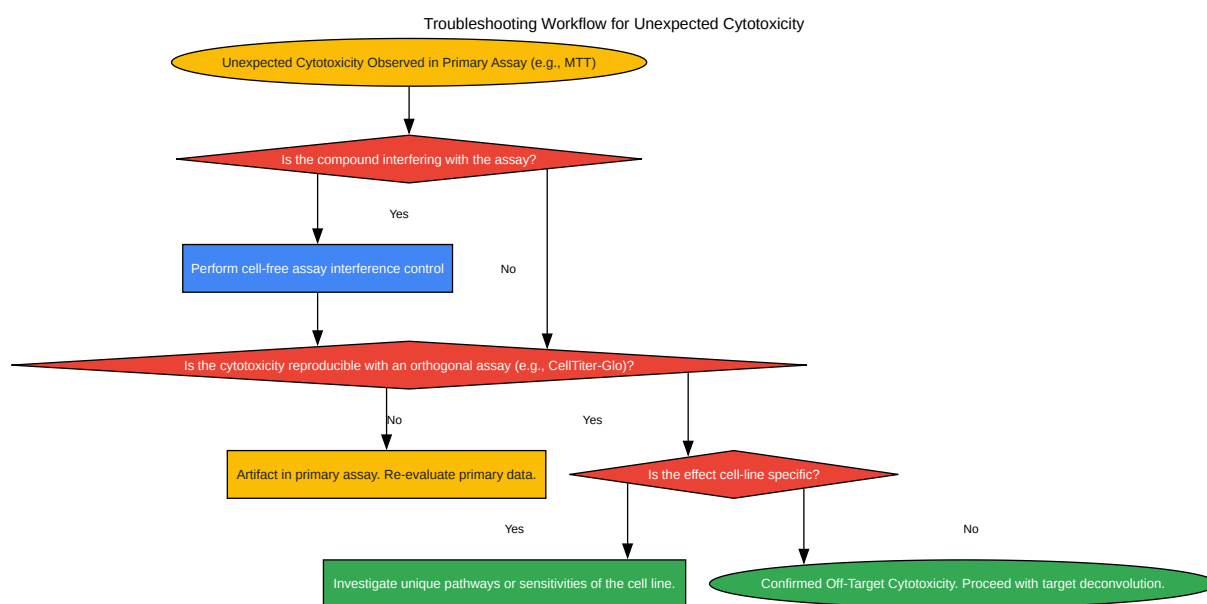 Troubleshooting Workflow for Unexpected Cytotoxicity
Unexpected Cytotoxicity Observed in Primary Assay (e.g., MTT)
Is the compound interfering with the assay?
Yes
Perform cell-free assay interference control
No
Is the cytotoxicity reproducible with an orthogonal assay (e.g., CellTiter-Glo)?
No
Yes
Artifact in primary assay. Re-evaluate primary data.
Is the effect cell-line specific?
Yes
No
Investigate unique pathways or sensitivities of the cell line.
Confirmed Off-Target Cytotoxicity. Proceed with target deconvolution.